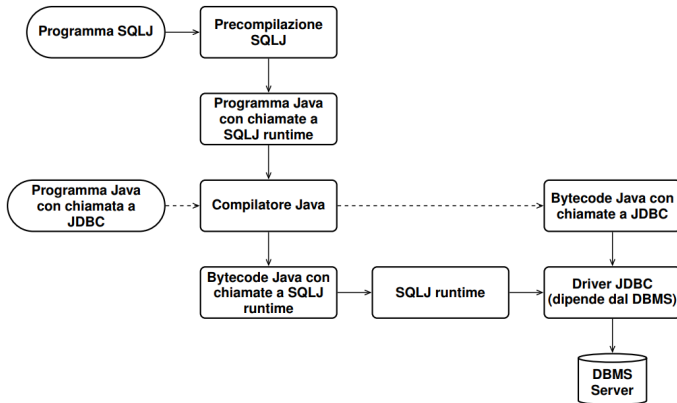 Programma SQLJ
Precompilazione
SQLJ
Programma Java
con chiamate a
SQLJ runtime
Programma Java
con chiamata a
JDBC
Compilatore Java
Bytecode Java con
chiamate a JDBC
Bytecode Java con
chiamate a SQLJ
runtime
SQLJ runtime
Driver JDBC
(dipende dal DBMS)
DBMS
Server